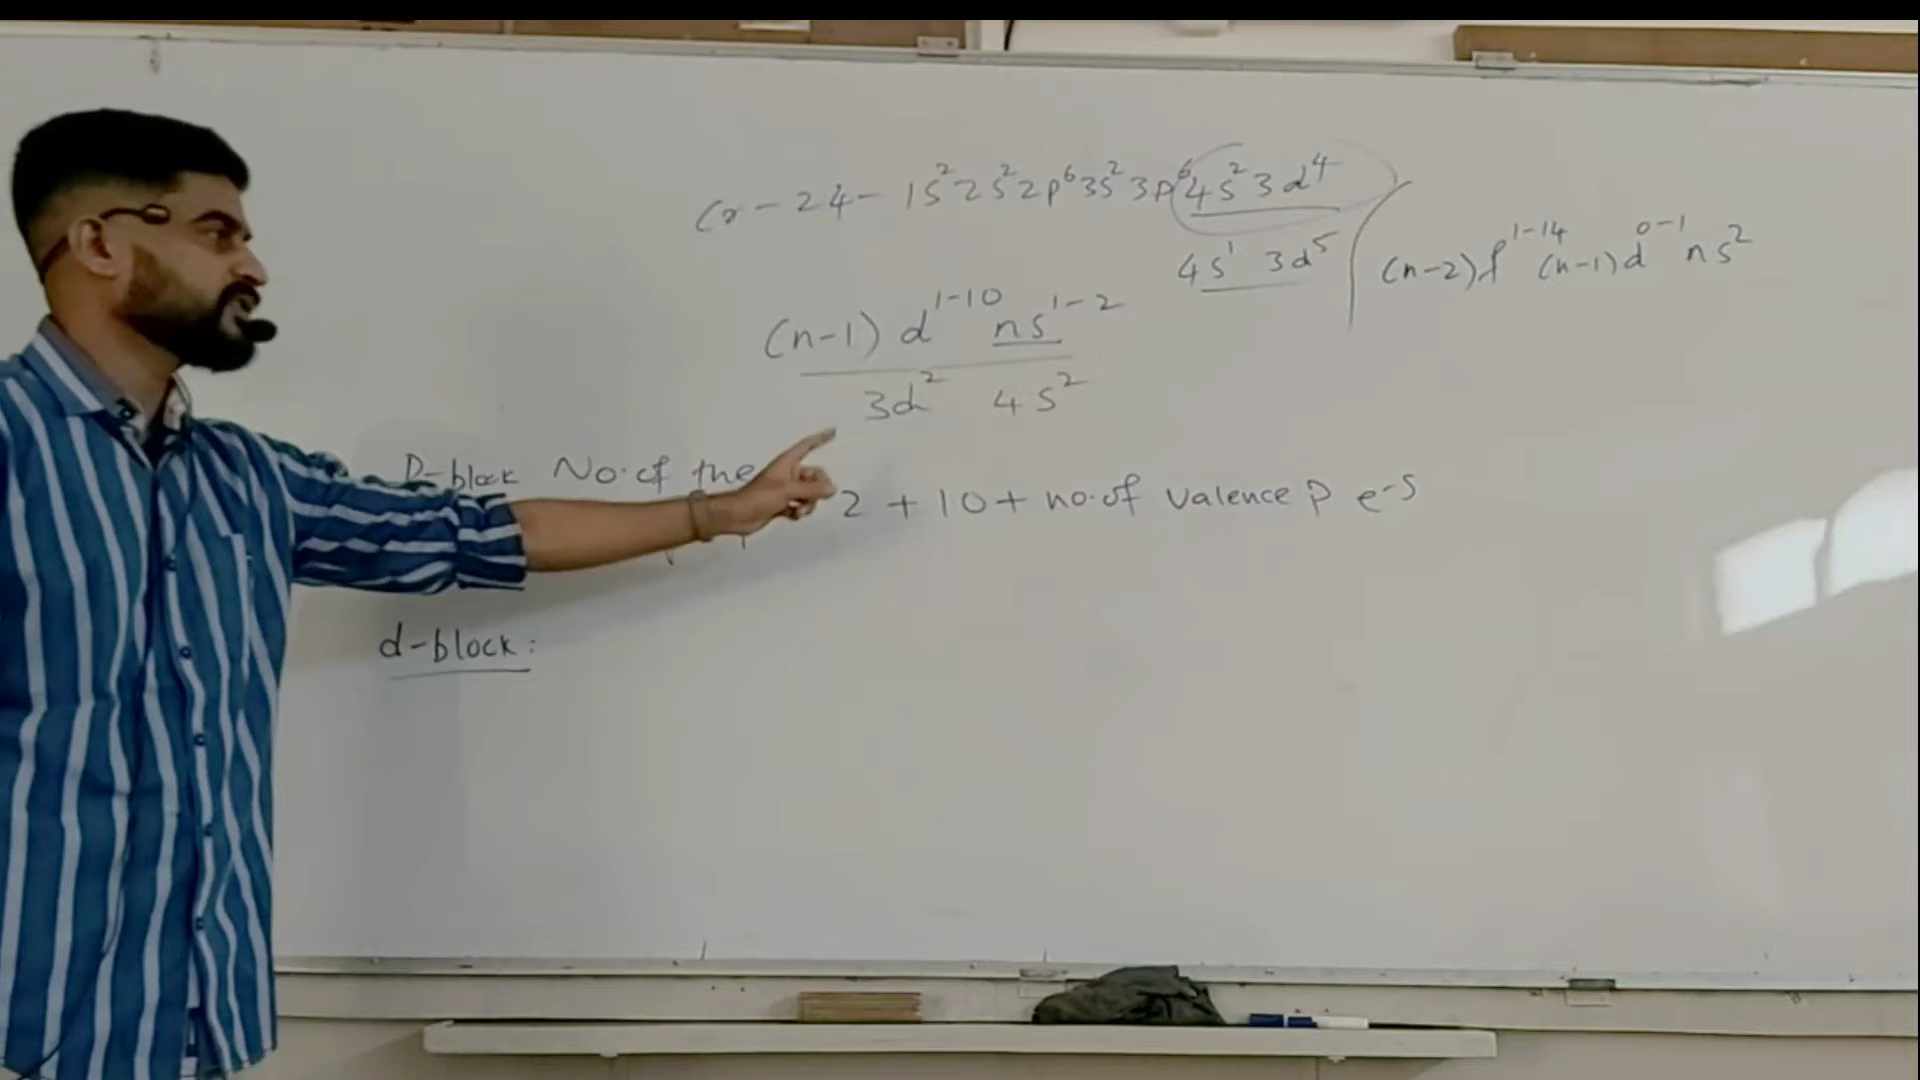 Cr - 24 - 1s² 2s² 2p⁶ 3s² 3p⁶ 4s² 3d⁴
4s¹ 3d⁵
(n-2)f¹⁻¹⁴ (n-1)d⁰⁻¹ ns²
(n-1) d¹⁻¹⁰ ns¹⁻²
3d² 4s²
P-block No. of the
2 + 10 + no. of valence p e⁻s
d-block: